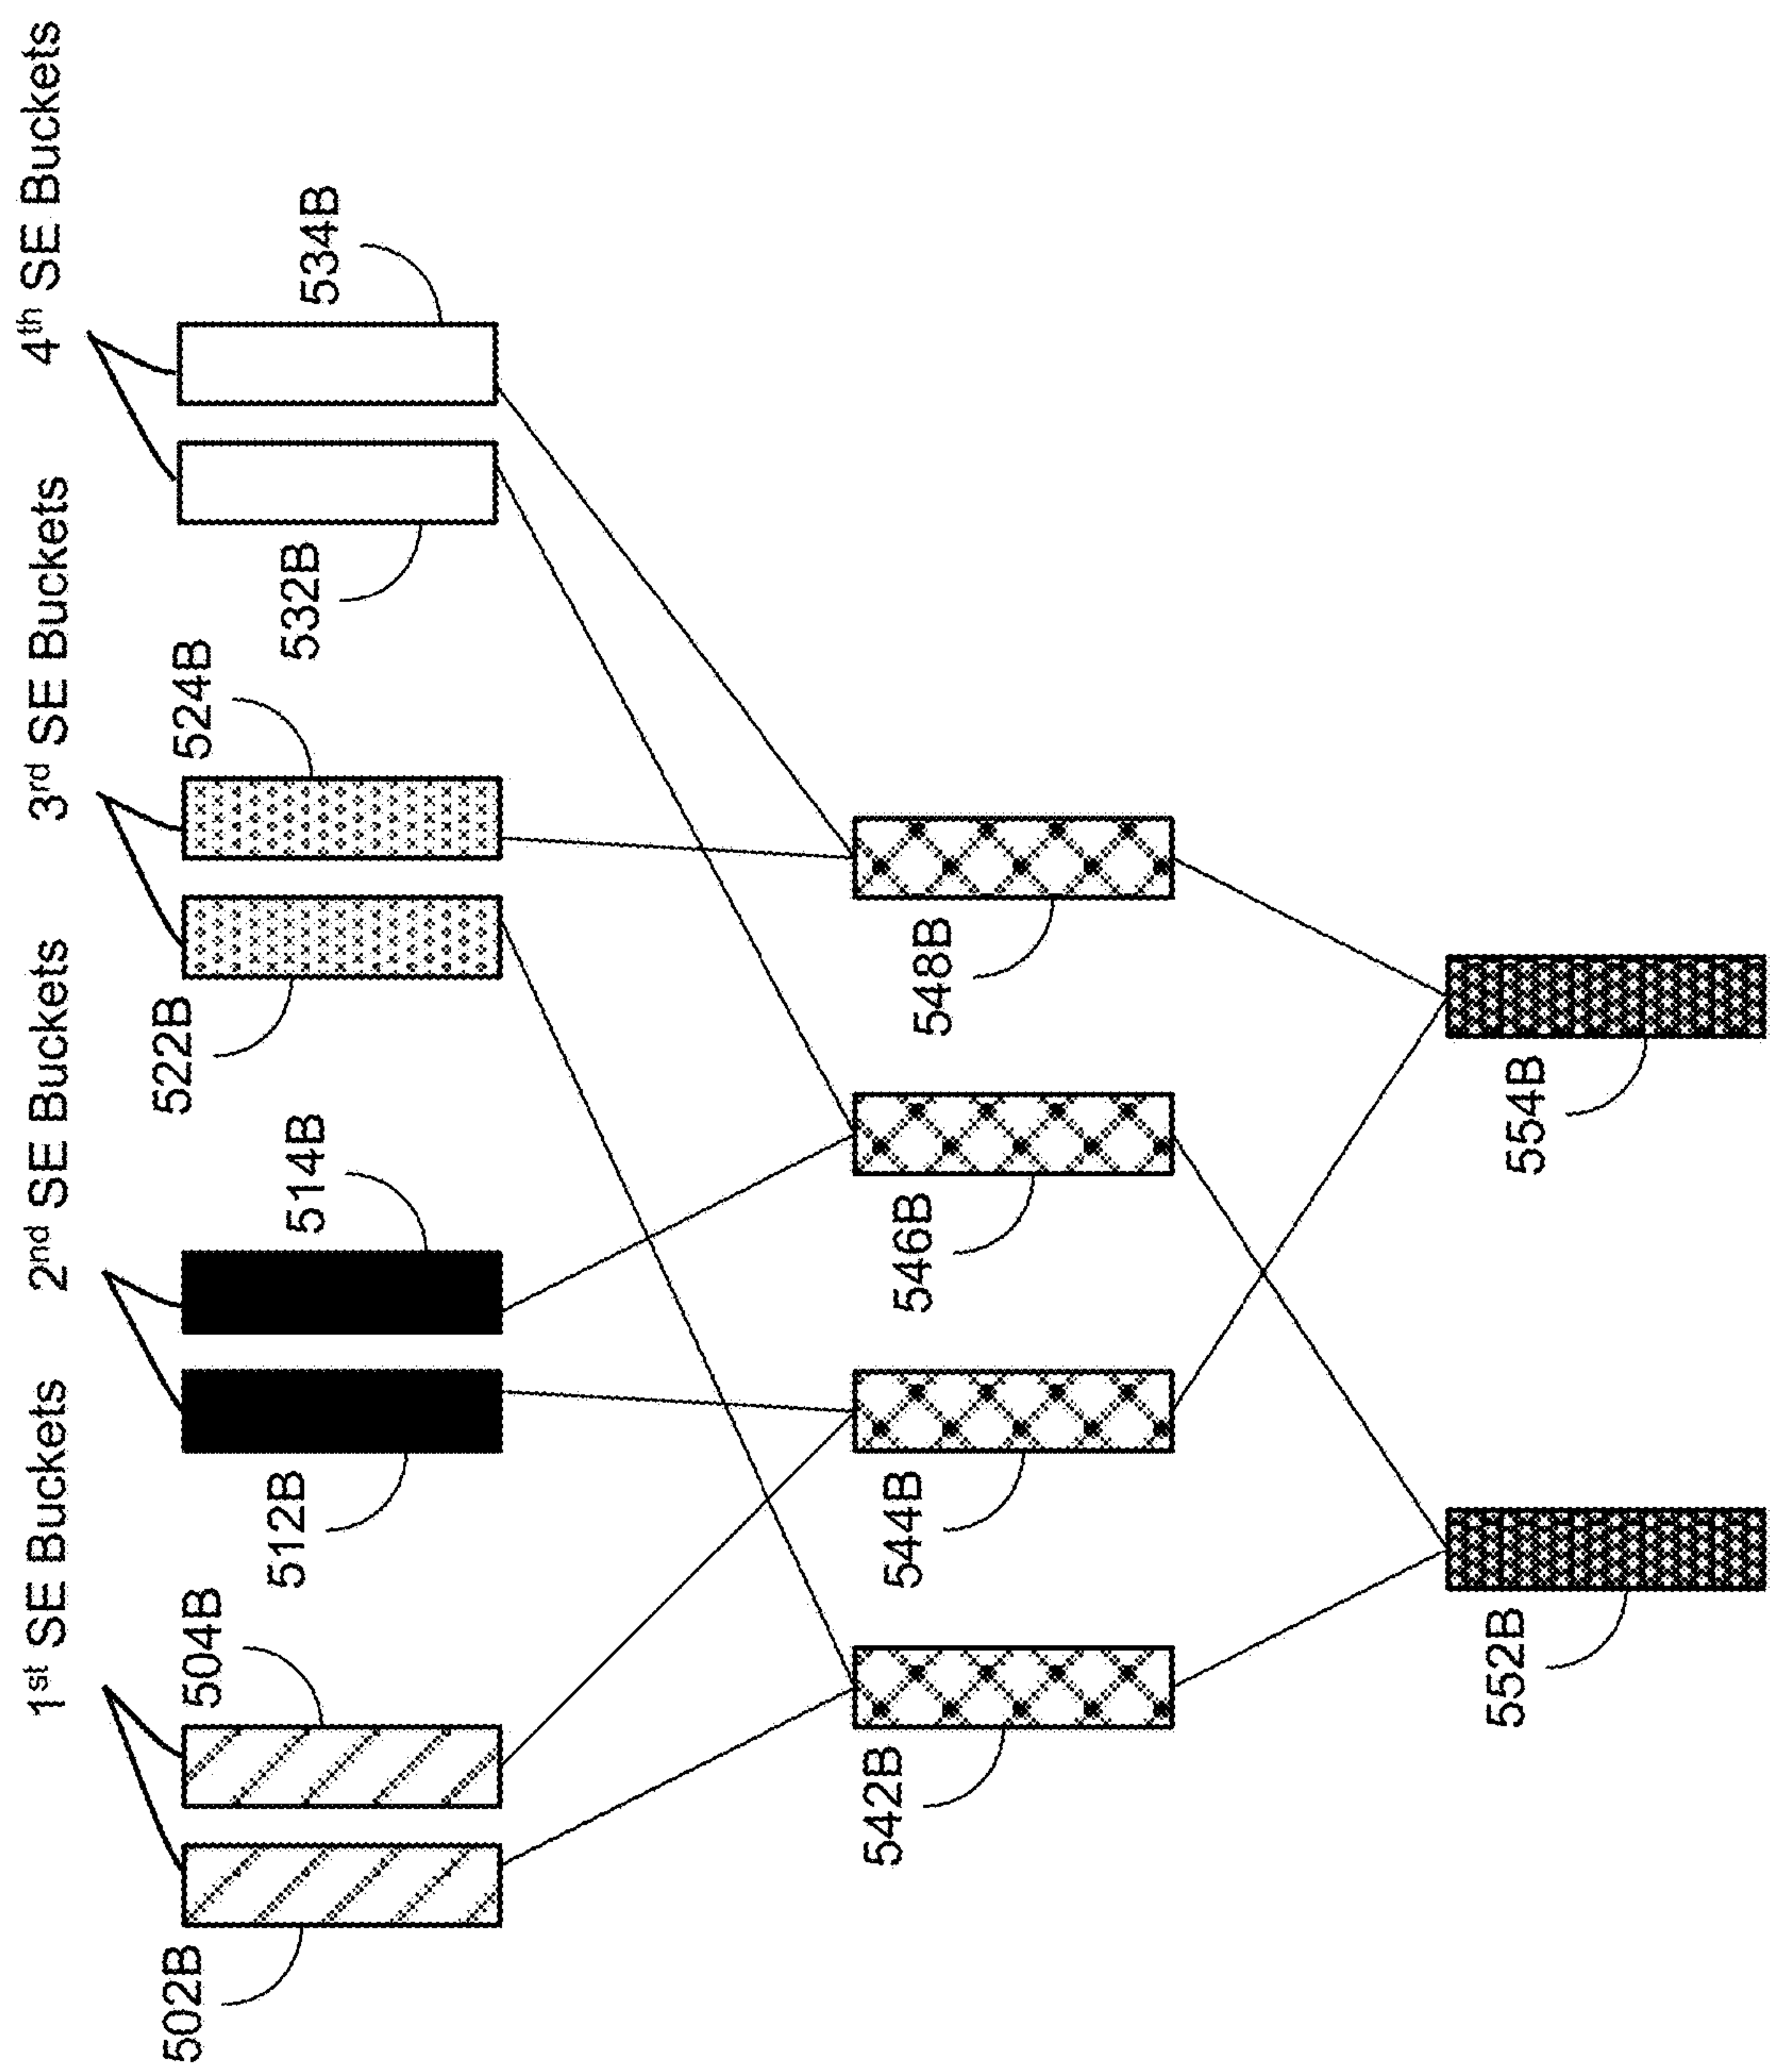 1st SE Buckets
2nd SE Buckets
3rd SE Buckets
4th SE Buckets
502B
504B
512B
514B
522B
524B
532B
534B
542B
544B
546B
548B
552B
554B